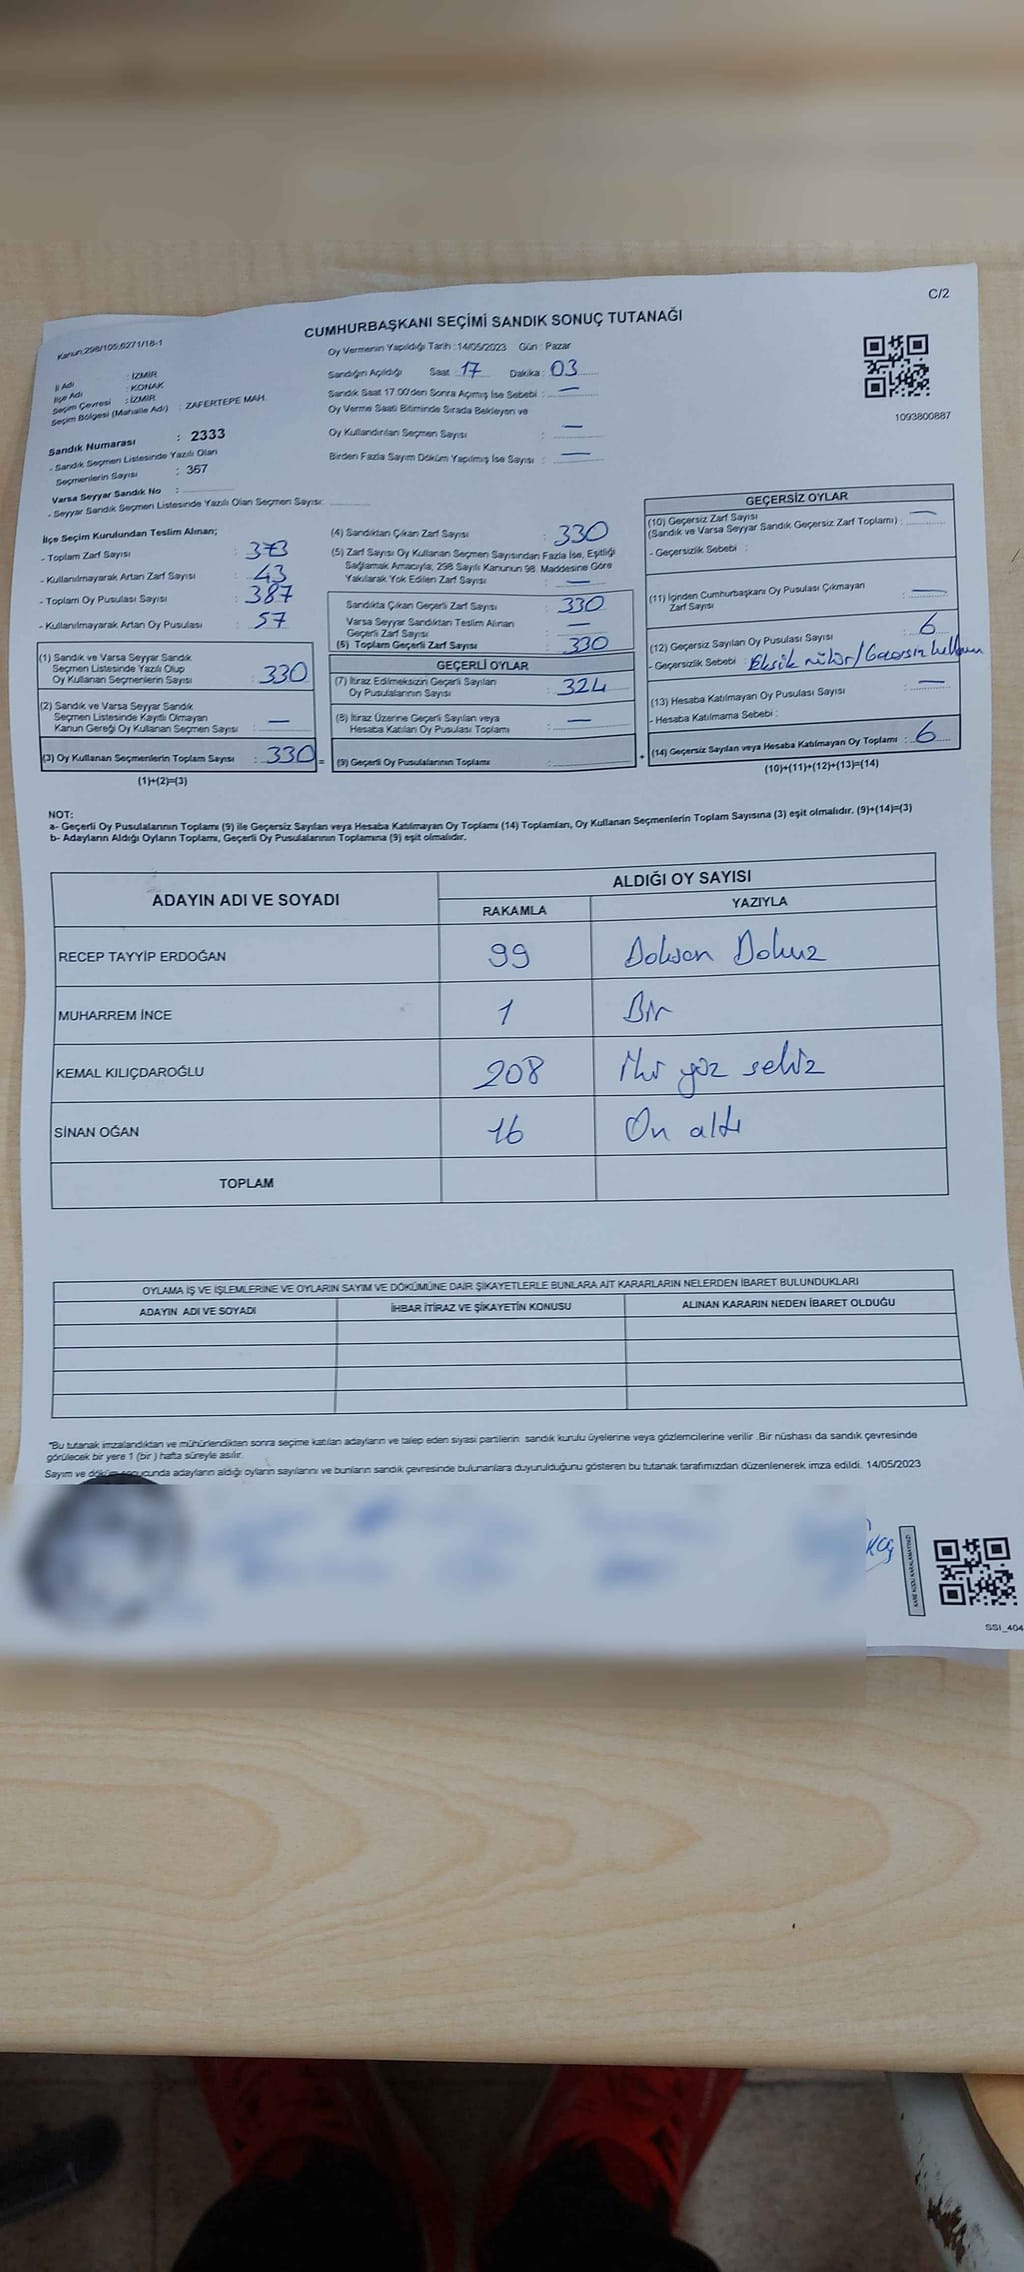 C/2
CUMHURBAŞKANI SEÇİMİ SANDIK SONUÇ TUTANAĞI
Kanun:298/105,6271/18-1
Oy Vermenin Yapıldığı Tarih :14/05/2023 Gün : Pazar
İl Adı : İZMİR
İlçe Adı : KONAK
Seçim Çevresi : İZMİR
Seçim Bölgesi (Mahalle Adı) : ZAFERTEPE MAH.
Sandığın Açıldığı Saat : 17 Dakika : 03
Sandık Saat 17.00'den Sonra Açımış İse Sebebi : —
Oy Verme Saati Bitiminde Sırada Bekleyen ve
Oy Kullandırılan Seçmen Sayısı : —
Birden Fazla Sayım Döküm Yapılmış İse Sayısı : —
1093800887
Sandık Numarası : 2333
- Sandık Seçmen Listesinde Yazılı Olan
Seçmenlerin Sayısı : 367
Varsa Seyyar Sandık No :
- Seyyar Sandık Seçmen Listesinde Yazılı Olan Seçmen Sayısı:
İlçe Seçim Kurulundan Teslim Alınan;
- Toplam Zarf Sayısı : 373
- Kullanılmayarak Artan Zarf Sayısı : 43
- Toplam Oy Pusulası Sayısı : 387
- Kullanılmayarak Artan Oy Pusulası : 57
(1) Sandık ve Varsa Seyyar Sandık
Seçmen Listesinde Yazılı Olup
Oy Kullanan Seçmenlerin Sayısı : 330
(2) Sandık ve Varsa Seyyar Sandık
Seçmen Listesinde Kayıtlı Olmayan
Kanun Gereği Oy Kullanan Seçmen Sayısı : —
(3) Oy Kullanan Seçmenlerin Toplam Sayısı : 330 =
(1)+(2)=(3)
(4) Sandıktan Çıkan Zarf Sayısı : 330
(5) Zarf Sayısı Oy Kullanan Seçmen Sayısından Fazla İse, Eşitliği
Sağlamak Amacıyla; 298 Sayılı Kanunun 98. Maddesine Göre
Yakılarak Yok Edilen Zarf Sayısı : —
Sandıkta Çıkan Geçerli Zarf Sayısı : 330
Varsa Seyyar Sandıktan Teslim Alınan
Geçerli Zarf Sayısı : —
(6) Toplam Geçerli Zarf Sayısı : 330
GEÇERLİ OYLAR
(7) İtiraz Edilmeksizin Geçerli Sayılan
Oy Pusulalarının Sayısı : 324
(8) İtiraz Üzerine Geçerli Sayılan veya
Hesaba Katılan Oy Pusulası Toplamı : —
(9) Geçerli Oy Pusulalarının Toplamı : +
GEÇERSİZ OYLAR
(10) Geçersiz Zarf Sayısı
(Sandık ve Varsa Seyyar Sandık Geçersiz Zarf Toplamı) : —
- Geçersizlik Sebebi :
(11) İçinden Cumhurbaşkanı Oy Pusulası Çıkmayan
Zarf Sayısı : —
(12) Geçersiz Sayılan Oy Pusulası Sayısı : 6
- Geçersizlik Sebebi : Eksik mühür/Geçersiz kullanım
(13) Hesaba Katılmayan Oy Pusulası Sayısı : —
- Hesaba Katılmama Sebebi :
(14) Geçersiz Sayılan veya Hesaba Katılmayan Oy Toplamı : 6
(10)+(11)+(12)+(13)=(14)
NOT:
a- Geçerli Oy Pusulalarının Toplamı (9) ile Geçersiz Sayılan veya Hesaba Katılmayan Oy Toplamı (14) Toplamları, Oy Kullanan Seçmenlerin Toplam Sayısına (3) eşit olmalıdır. (9)+(14)=(3)
b- Adayların Aldığı Oyların Toplamı, Geçerli Oy Pusulalarının Toplamına (9) eşit olmalıdır.
ADAYIN ADI VE SOYADI
ALDIĞI OY SAYISI
RAKAMLA YAZIYLA
RECEP TAYYİP ERDOĞAN 99 Doksan Dokuz
MUHARREM İNCE 1 Bir
KEMAL KILIÇDAROĞLU 208 iki yüz sekiz
SİNAN OĞAN 16 On altı
TOPLAM
OYLAMA İŞ VE İŞLEMLERİNE VE OYLARIN SAYIM VE DÖKÜMÜNE DAİR ŞİKAYETLERLE BUNLARA AİT KARARLARIN NELERDEN İBARET BULUNDUKLARI
ADAYIN ADI VE SOYADI İHBAR İTİRAZ VE ŞİKAYETİN KONUSU ALINAN KARARIN NEDEN İBARET OLDUĞU
*Bu tutanak imzalandıktan ve mühürlendikten sonra seçime katılan adayların ve talep eden siyasi partilerin sandık kurulu üyelerine veya gözlemcilerine verilir .Bir nüshası da sandık çevresinde
görülecek bir yere 1 (bir ) hafta süreyle asılır.
Sayım ve döküm sonucunda adayların aldığı oyların sayılarını ve bunların sandık çevresinde bulunanlara duyurulduğunu gösteren bu tutanak tarafımızdan düzenlenerek imza edildi. 14/05/2023
KARE KODU KARALAMAYINIZ!
SSI_404